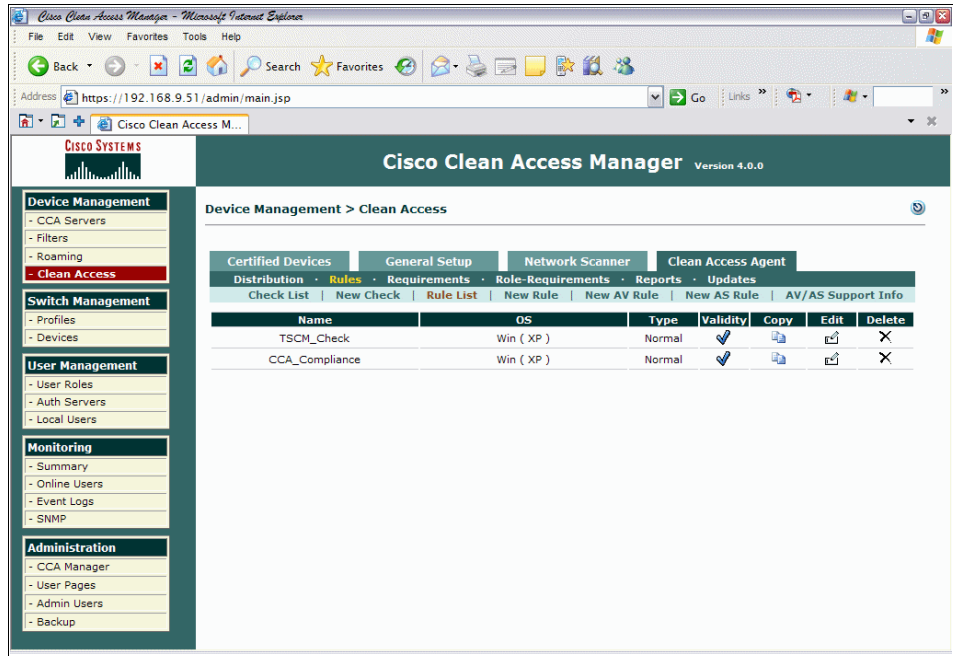 Cisco Clean Access Manager - Microsoft Internet Explorer
File Edit View Favorites Tools Help
Back Search Favorites
Address https://192.168.9.51/admin/main.jsp Go Links »
Cisco Clean Access M...
CISCO SYSTEMS
Cisco Clean Access Manager Version 4.0.0
Device Management
- CCA Servers
- Filters
- Roaming
- Clean Access
Switch Management
- Profiles
- Devices
User Management
- User Roles
- Auth Servers
- Local Users
Monitoring
- Summary
- Online Users
- Event Logs
- SNMP
Administration
- CCA Manager
- User Pages
- Admin Users
- Backup
Device Management > Clean Access
Certified Devices General Setup Network Scanner Clean Access Agent
Distribution · Rules · Requirements · Role-Requirements · Reports · Updates
Check List | New Check | Rule List | New Rule | New AV Rule | New AS Rule | AV/AS Support Info
Name OS Type Validity Copy Edit Delete
TSCM_Check Win ( XP ) Normal
CCA_Compliance Win ( XP ) Normal